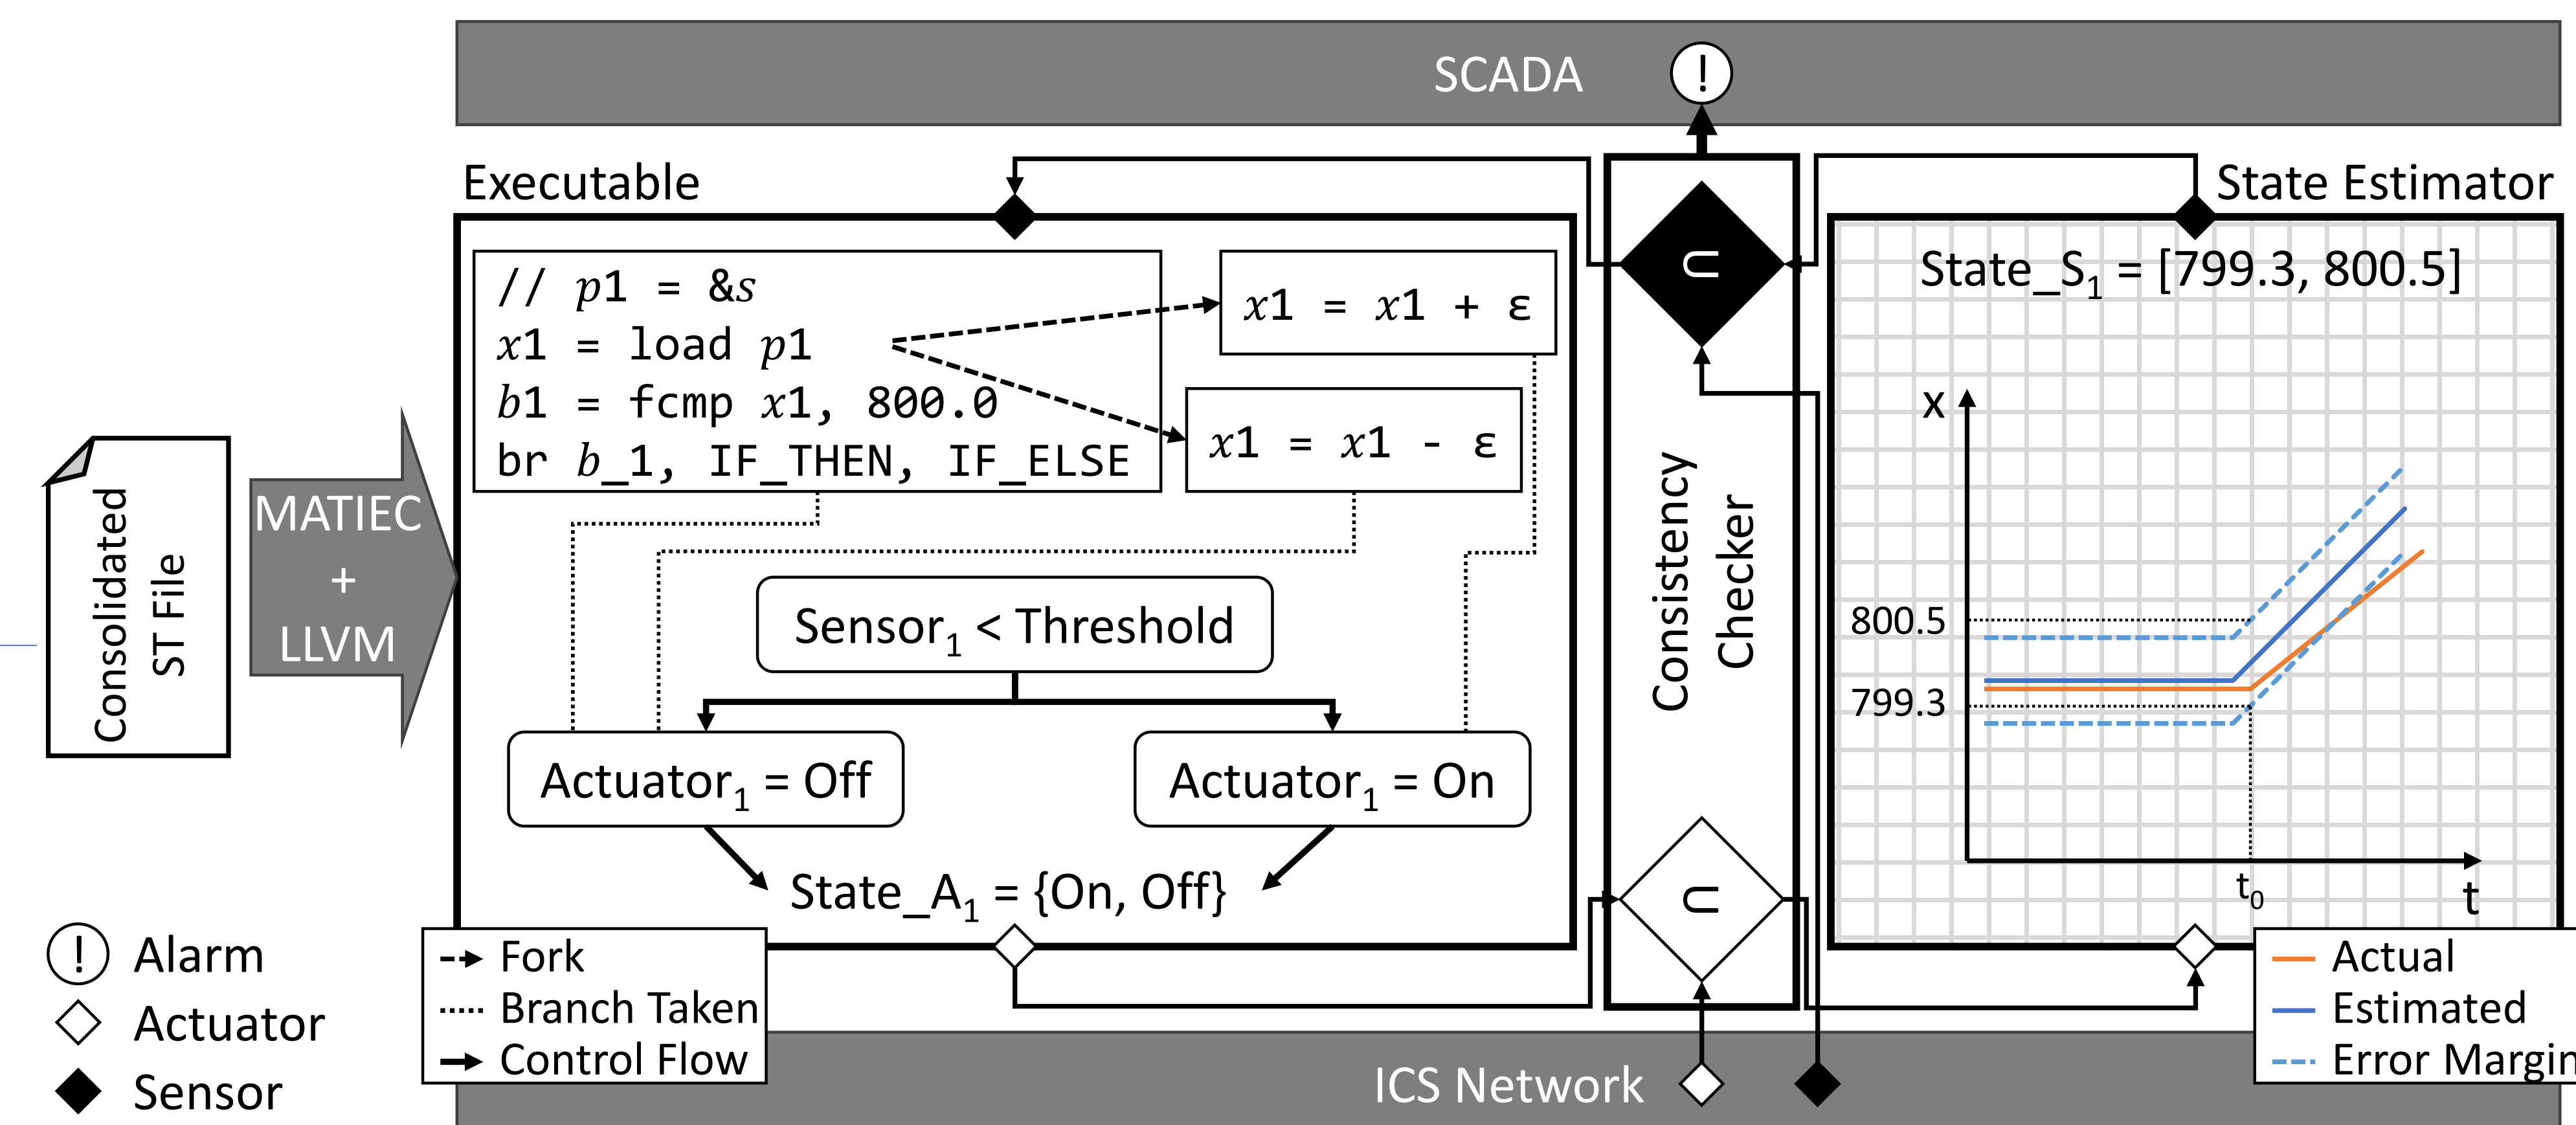 SCADA
!
Executable
State Estimator
// p1 = &s
x1 = load p1
b1 = fcmp x1, 800.0
br b_1, IF_THEN, IF_ELSE
x1 = x1 + ε
x1 = x1 - ε
∩
State_S1 = [799.3, 800.5]
Consolidated
ST File
MATIEC
+
LLVM
Sensor1 < Threshold
Actuator1 = Off
Actuator1 = On
State_A1 = {On, Off}
Consistency
Checker
∩
x
800.5
799.3
t0
t
! Alarm
Actuator
Sensor
Fork
Branch Taken
Control Flow
ICS Network
Actual
Estimated
Error Margin